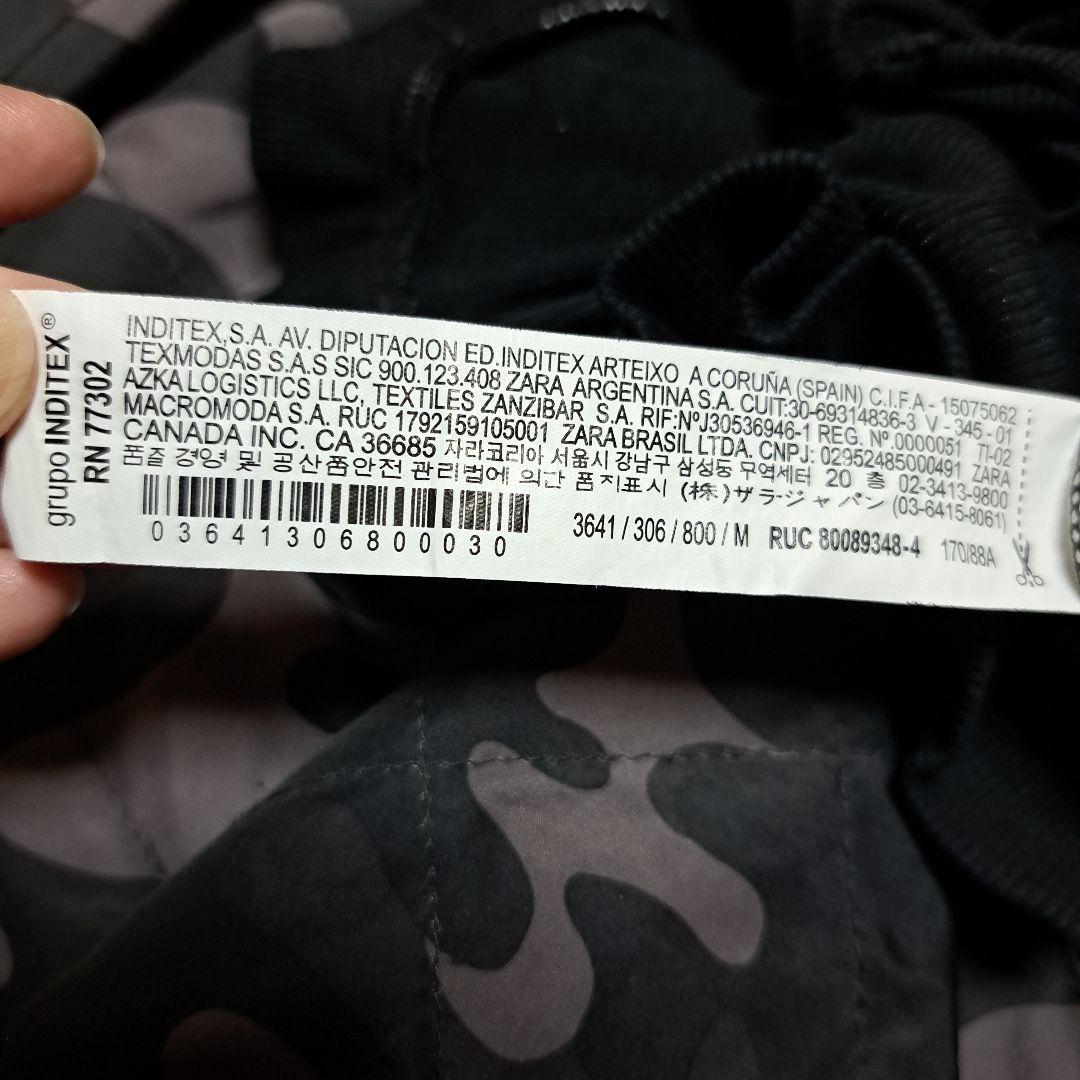 grupo INDITEX®
RN 77302
INDITEX,S.A. AV. DIPUTACION ED.INDITEX ARTEIXO A CORUÑA (SPAIN) C.I.F.A - 15075062
TEXMODAS S.A.S SIC 900.123.408 ZARA ARGENTINA S.A. CUIT:30-69314836-3 V - 345 - 01
AZKA LOGISTICS LLC, TEXTILES ZANZIBAR S.A. RIF:NºJ30536946-1 REG. Nº 0000051 TI-02
MACROMODA S.A. RUC 1792159105001 ZARA BRASIL LTDA. CNPJ: 02952485000491 ZARA
CANADA INC. CA 36685 자라코리아 서울시 강남구 삼성동 무역세터 20 층 02-3413-9800
품줄 경영 및 공산품안전 관리법에 의간 품지표시 (株)ザラ・ジャパン (03-6415-8061)
03641306800030
3641 / 306 / 800 / M RUC 80089348-4 170/88A